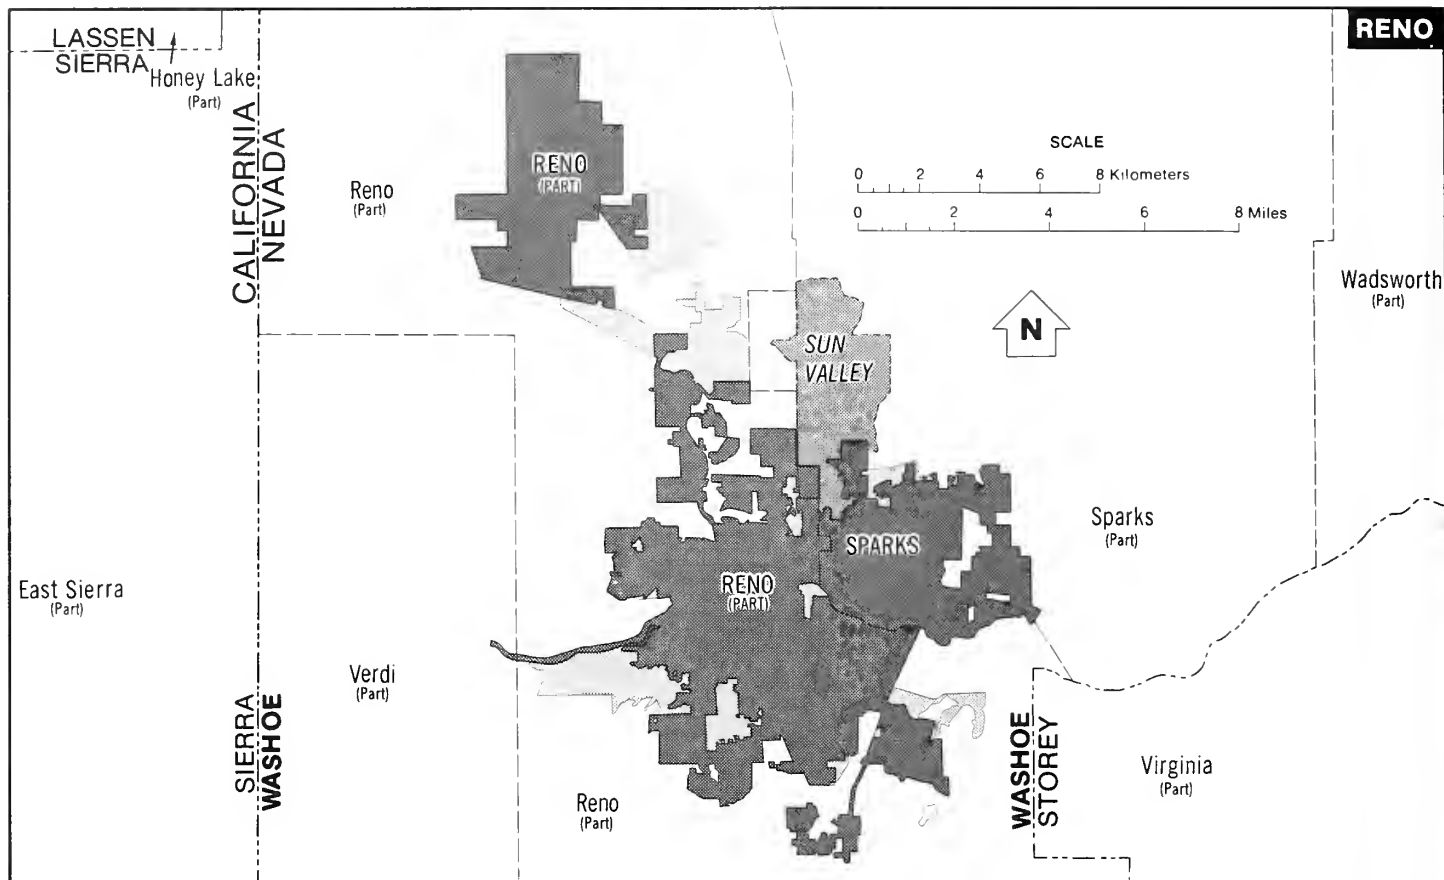 RENO
LASSEN
SIERRA
Honey Lake
(Part)
CALIFORNIA
NEVADA
RENO
(PART)
Reno
(Part)
SCALE
0 2 4 6 8 Kilometers
0 2 4 6 8 Miles
Wadsworth
(Part)
N
SUN
VALLEY
Sparks
(Part)
SPARKS
RENO
(PART)
East Sierra
(Part)
Verdi
(Part)
SIERRA
WASHOE
Reno
(Part)
WASHOE
STOREY
Virginia
(Part)